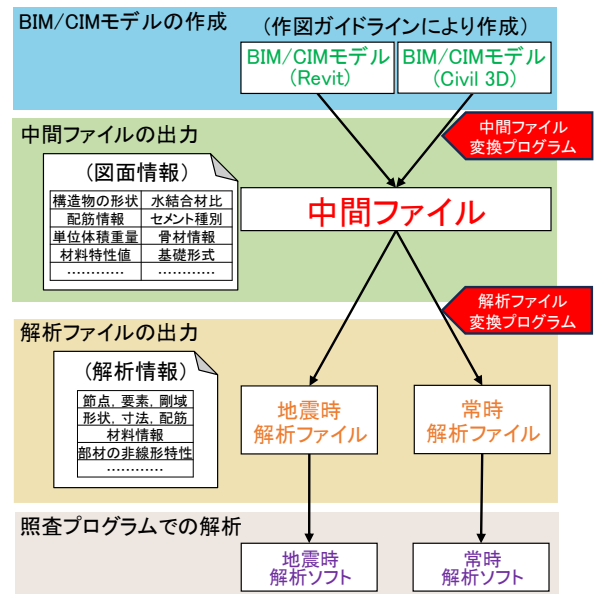 BIM/CIMモデルの作成
(作図ガイドラインにより作成)
BIM/CIMモデル
(Revit)
BIM/CIMモデル
(Civil 3D)
中間ファイルの出力
中間ファイル
変換プログラム
(図面情報)
構造物の形状 水結合材比
配筋情報 セメント種別
単位体積重量 骨材情報
材料特性値 基礎形式
………… …………
中間ファイル
解析ファイル
変換プログラム
解析ファイルの出力
(解析情報)
節点, 要素, 剛域
形状, 寸法, 配筋
材料情報
部材の非線形特性
…………
地震時
解析ファイル
常時
解析ファイル
照査プログラムでの解析
地震時
解析ソフト
常時
解析ソフト